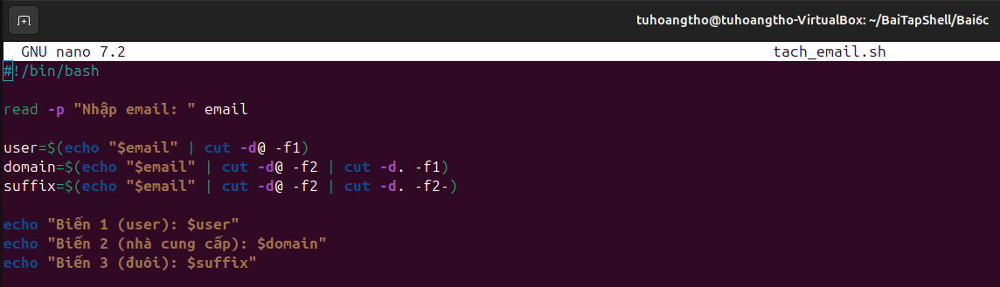 tuhoangtho@tuhoangtho-VirtualBox: ~/BaiTapShell/Bai6c
GNU nano 7.2 tach_email.sh
#!/bin/bash
read -p "Nhập email: " email
user=$(echo "$email" | cut -d@ -f1)
domain=$(echo "$email" | cut -d@ -f2 | cut -d. -f1)
suffix=$(echo "$email" | cut -d@ -f2 | cut -d. -f2-)
echo "Biến 1 (user): $user"
echo "Biến 2 (nhà cung cấp): $domain"
echo "Biến 3 (đuôi): $suffix"